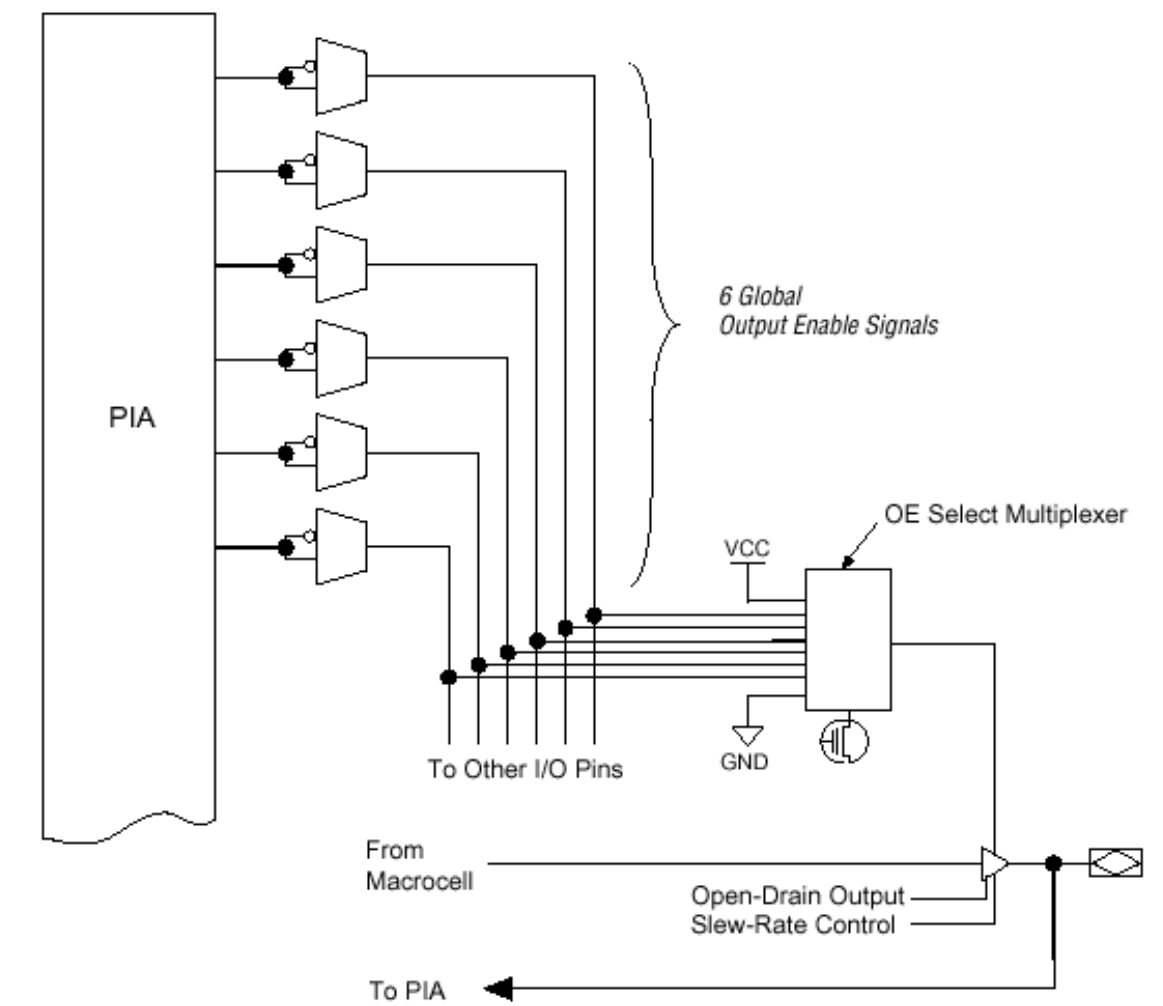 PIA
6 Global
Output Enable Signals
OE Select Multiplexer
VCC
GND
To Other I/O Pins
From
Macrocell
Open-Drain Output
Slew-Rate Control
To PIA